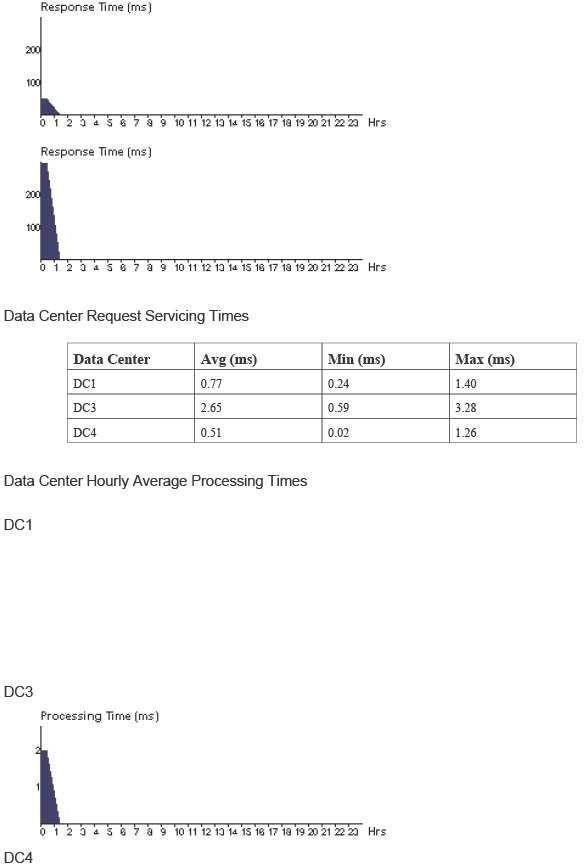 Response Time (ms)
200
100
0 1 2 3 4 5 6 7 8 9 10 11 12 13 14 15 16 17 18 19 20 21 22 23 Hrs
Response Time (ms)
200
100
0 1 2 3 4 5 6 7 8 9 10 11 12 13 14 15 16 17 18 19 20 21 22 23 Hrs
Data Center Request Servicing Times
Data Center Avg (ms) Min (ms) Max (ms)
DC1 0.77 0.24 1.40
DC3 2.65 0.59 3.28
DC4 0.51 0.02 1.26
Data Center Hourly Average Processing Times
DC1
DC3
Processing Time (ms)
2
1
0 1 2 3 4 5 6 7 8 9 10 11 12 13 14 15 16 17 18 19 20 21 22 23 Hrs
DC4